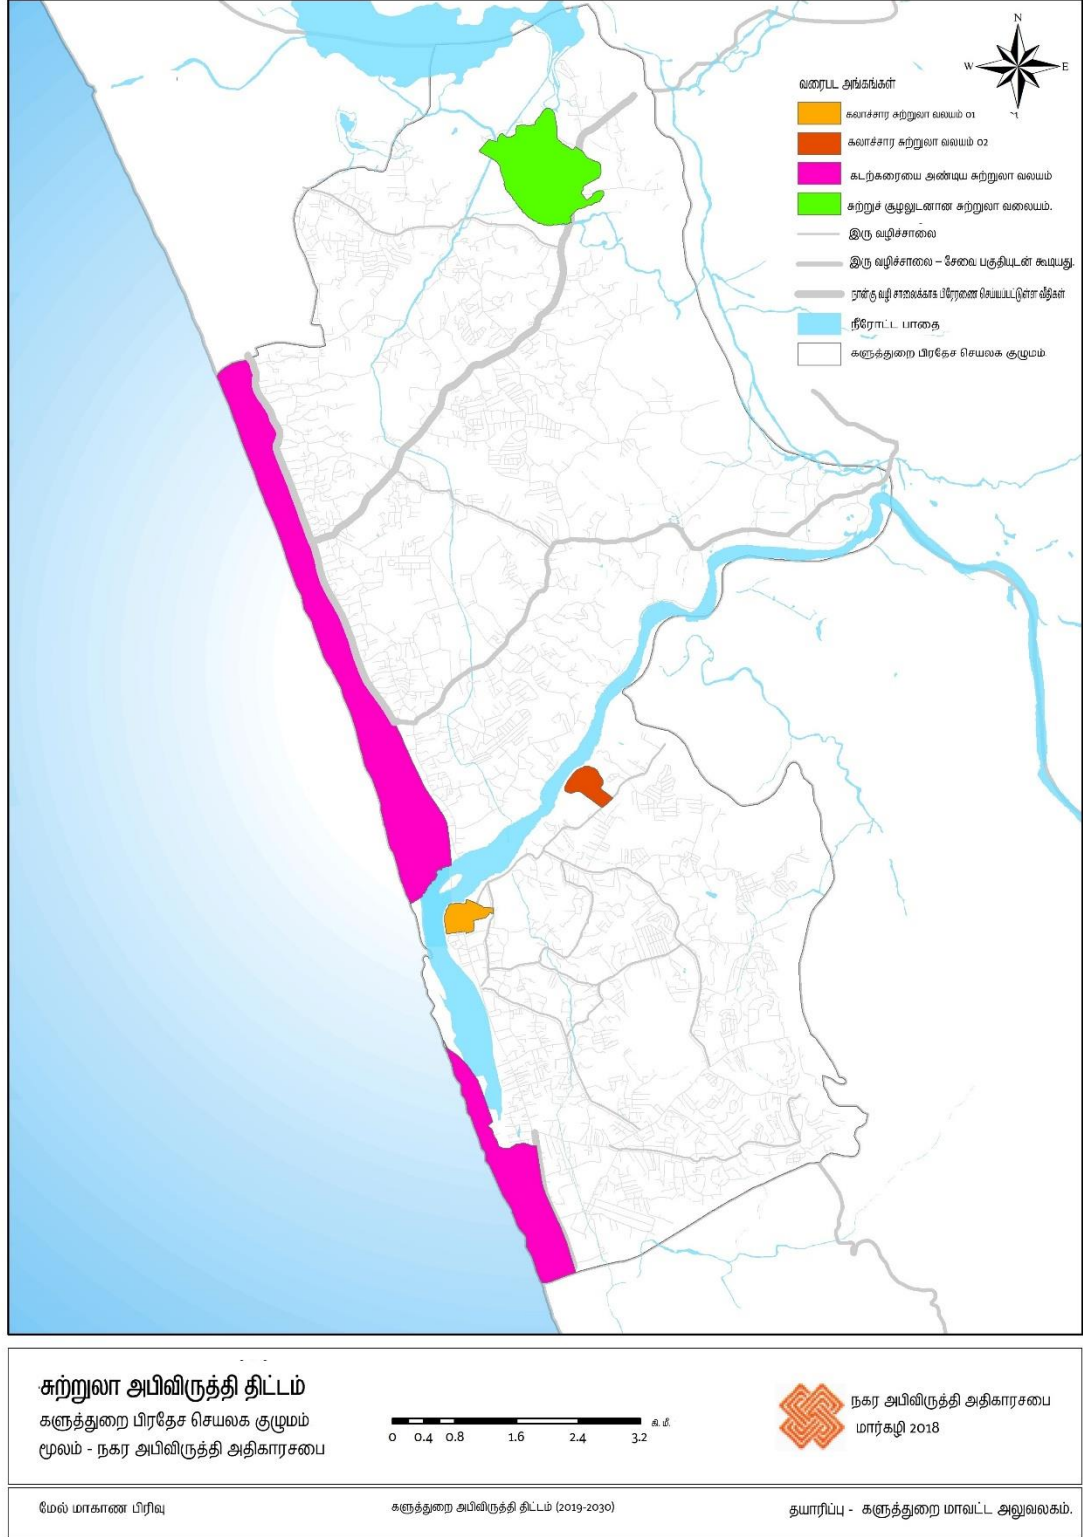 N
W
E
வரைபட அங்கங்கள்
கலாச்சார சுற்றுலா வலயம் 01
கலாச்சார சுற்றுலா வலயம் 02
கடற்கரையை அண்டிய சுற்றுலா வலயம்
சுற்றுச் சூழலுடனான சுற்றுலா வலையம்.
இரு வழிச்சாலை
இரு வழிச்சாலை – சேவை பகுதியுடன் கூடியது.
நான்கு வழி சாலைக்காக பிரேரணை செய்யப்பட்டுள்ள வீதிகள்
நீரோட்ட பாதை
களுத்துறை பிரதேச செயலக குழுமம்
சுற்றுலா அபிவிருத்தி திட்டம்
களுத்துறை பிரதேச செயலக குழுமம்
மூலம் - நகர அபிவிருத்தி அதிகாரசபை
கி.மீ.
0 0.4 0.8 1.6 2.4 3.2
நகர அபிவிருத்தி அதிகாரசபை
மார்கழி 2018
மேல் மாகாண பிரிவு
களுத்துறை அபிவிருத்தி திட்டம் (2019-2030)
தயாரிப்பு - களுத்துறை மாவட்ட அலுவலகம்.